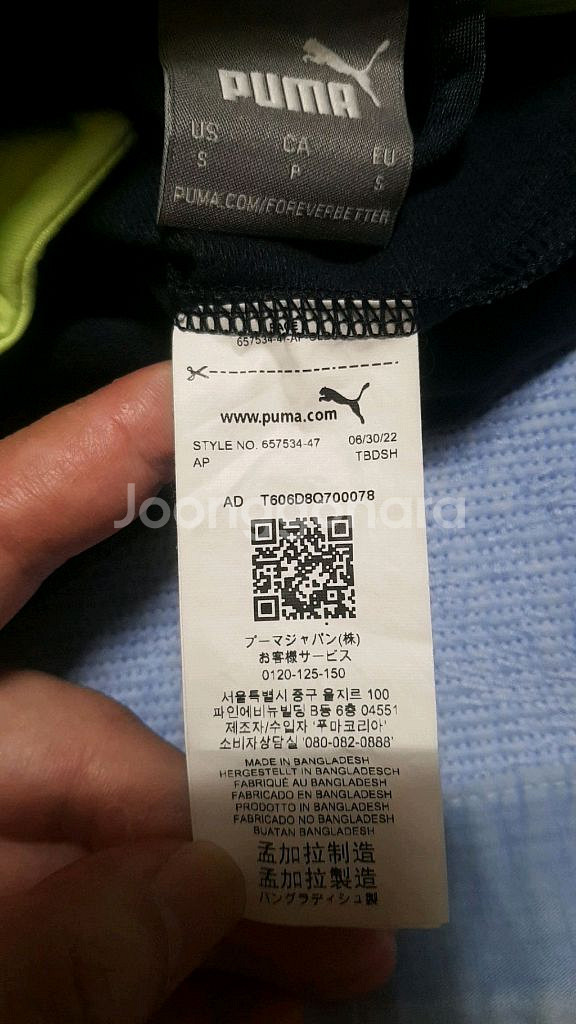 PUMA
US CA EU
S P S
PUMA.COM/FOREVERBETTER
657534-47-AP
www.puma.com
STYLE NO. 657534-47 06/30/22
AP TBDSH
AD T606D8Q700078
Joonggonara
プーマジャパン(株)
お客様サービス
0120-125-150
서울특별시 중구 을지르 100
파인에비뉴빌딩 B동 6층 04551
제조자/수입자 '푸마코리아'
소비자상담실 '080-082-0888'
MADE IN BANGLADESH
HERGESTELLT IN BANGLADESCH
FABRIQUÉ AU BANGLADESH
FABRICADO EN BANGLADESH
PRODOTTO IN BANGLADESH
FABRICADO NO BANGLADESH
BUATAN BANGLADESH
孟加拉制造
孟加拉製造
バングラディシュ製